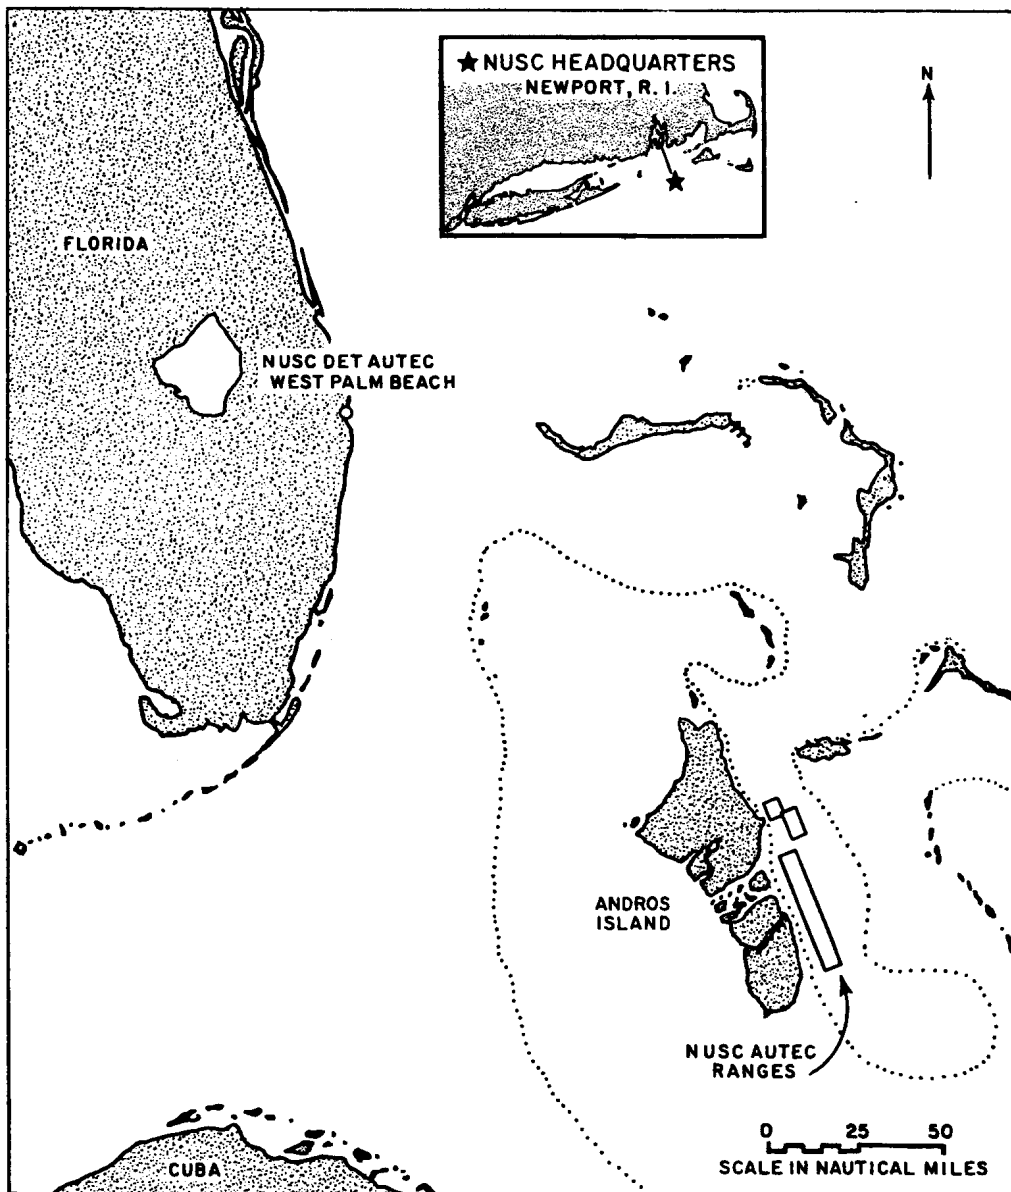 ★ NUSC HEADQUARTERS
NEWPORT, R. I.
N
FLORIDA
NUSC DET AUTEC
WEST PALM BEACH
ANDROS
ISLAND
NUSC AUTEC
RANGES
0 25 50
SCALE IN NAUTICAL MILES
CUBA